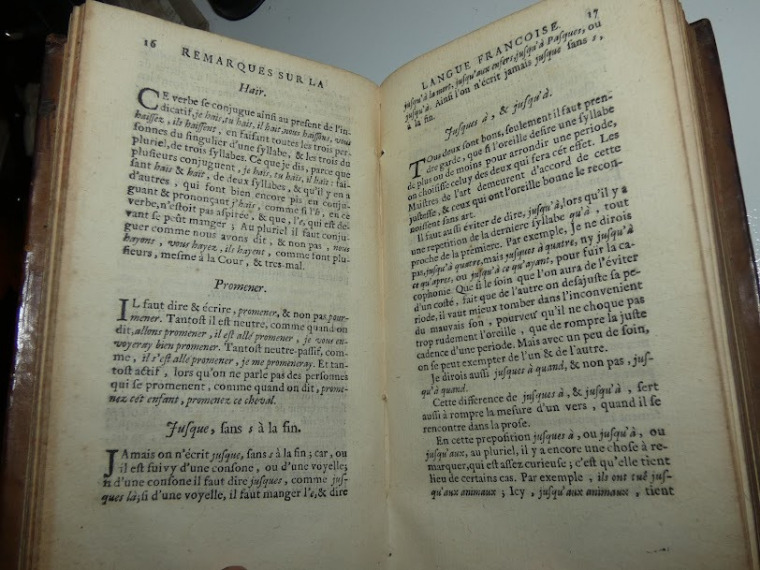 16
REMARQUES SUR LA
Haïr.
CE verbe se conjugue ainsi au present de l'in-
dicatif, je hais, tu hais, il hait, nous haïssons, vous
haïssez, ils haïssent, en faisant toutes les trois per-
sonnes du singulier d'une syllabe, & les trois du
pluriel, de trois syllabes. Ce que je dis, parce que
plusieurs conjuguent, je haïs, tu haïs, il haït: fai-
sant haïs & haït, de deux syllabes, & qu'il y en a
d'autres, qui font bien encore pis en conju-
guant & prononçant j'haïs, comme si l'h, en ce
verbe, n'estoit pas aspirée, & que, l'e, qui est de-
vant se peût manger; Au pluriel il faut conju-
guer comme nous avons dit, & non pas, nous
hayons, vous hayez, ils hayent, comme font plu-
sieurs, mesme à la Cour, & tres-mal.
Promener.
IL faut dire & écrire, promener, & non pas pour-
mener. Tantost il est neutre, comme quand on
dit, allons promener, il est allé promener, je vous en-
voyeray bien promener. Tantost neutre-passif, com-
me, il s'est allé promener, je me promeneray. Et tan-
tost actif, lors qu'on ne parle pas des personnes
qui se promenent, comme quand on dit, prome-
nez cét enfant, promenez ce cheval.
Jusque, sans s à la fin.
JAmais on n'écrit jusque, sans s à la fin; car, ou
il est suivy d'une consone, ou d'une voyelle;
d'une consone il faut dire jusques, comme jus-
ques là; si d'une voyelle, il faut manger l'e, & dire
17
LANGUE FRANCOISE.
jusqu'à la mort, jusqu'aux enfers, jusqu'à Pasques, ou
jusqu'à. Ainsi l'on n'écrit jamais jusque sans s,
à la fin.
Jusques à, & jusqu'à.
TOus deux sont bons, seulement il faut pren-
dre garde, que si l'oreille desire une syllabe
de plus ou de moins pour arrondir une periode,
on choisisse celuy des deux qui fera cét effet. Les
Maistres de l'art demeurent d'accord de cette
justesse, & ceux qui ont l'oreille bonne le recon-
noissent sans art.
Il faut aussi éviter de dire, jusqu'à, lors qu'il y a
une repetition de la derniere syllabe qu'à, tout
proche de la premiere. Par exemple, Je ne dirois
pas, jusqu'à quatre, mais jusques à quatre, ny jusqu'à
ce qu'apres, ou jusqu'à ce qu'ayant, pour fuir la ca-
cophonie. Que si le soin que l'on aura de l'éviter
d'un costé, fait que de l'autre on desajuste sa pe-
riode, il vaut mieux tomber dans l'inconvenient
du mauvais son, pourveu qu'il ne choque pas
trop rudement l'oreille, que de rompre la juste
cadence d'une periode. Mais avec un peu de soin,
on se peut exempter de l'un & de l'autre.
Je dirois aussi jusques à quand, & non pas, jus-
qu'à quand.
Cette difference de jusques à, & jusqu'à, sert
aussi à rompre la mesure d'un vers, quand il se
rencontre dans la prose.
En cette preposition jusques à, ou jusqu'à, ou
jusqu'aux, au pluriel, il y a encore une chose à re-
marquer, qui est assez curieuse; c'est qu'elle tient
lieu de certains cas. Par exemple, ils ont tué jus-
qu'aux animaux; Icy, jusqu'aux animaux, tient